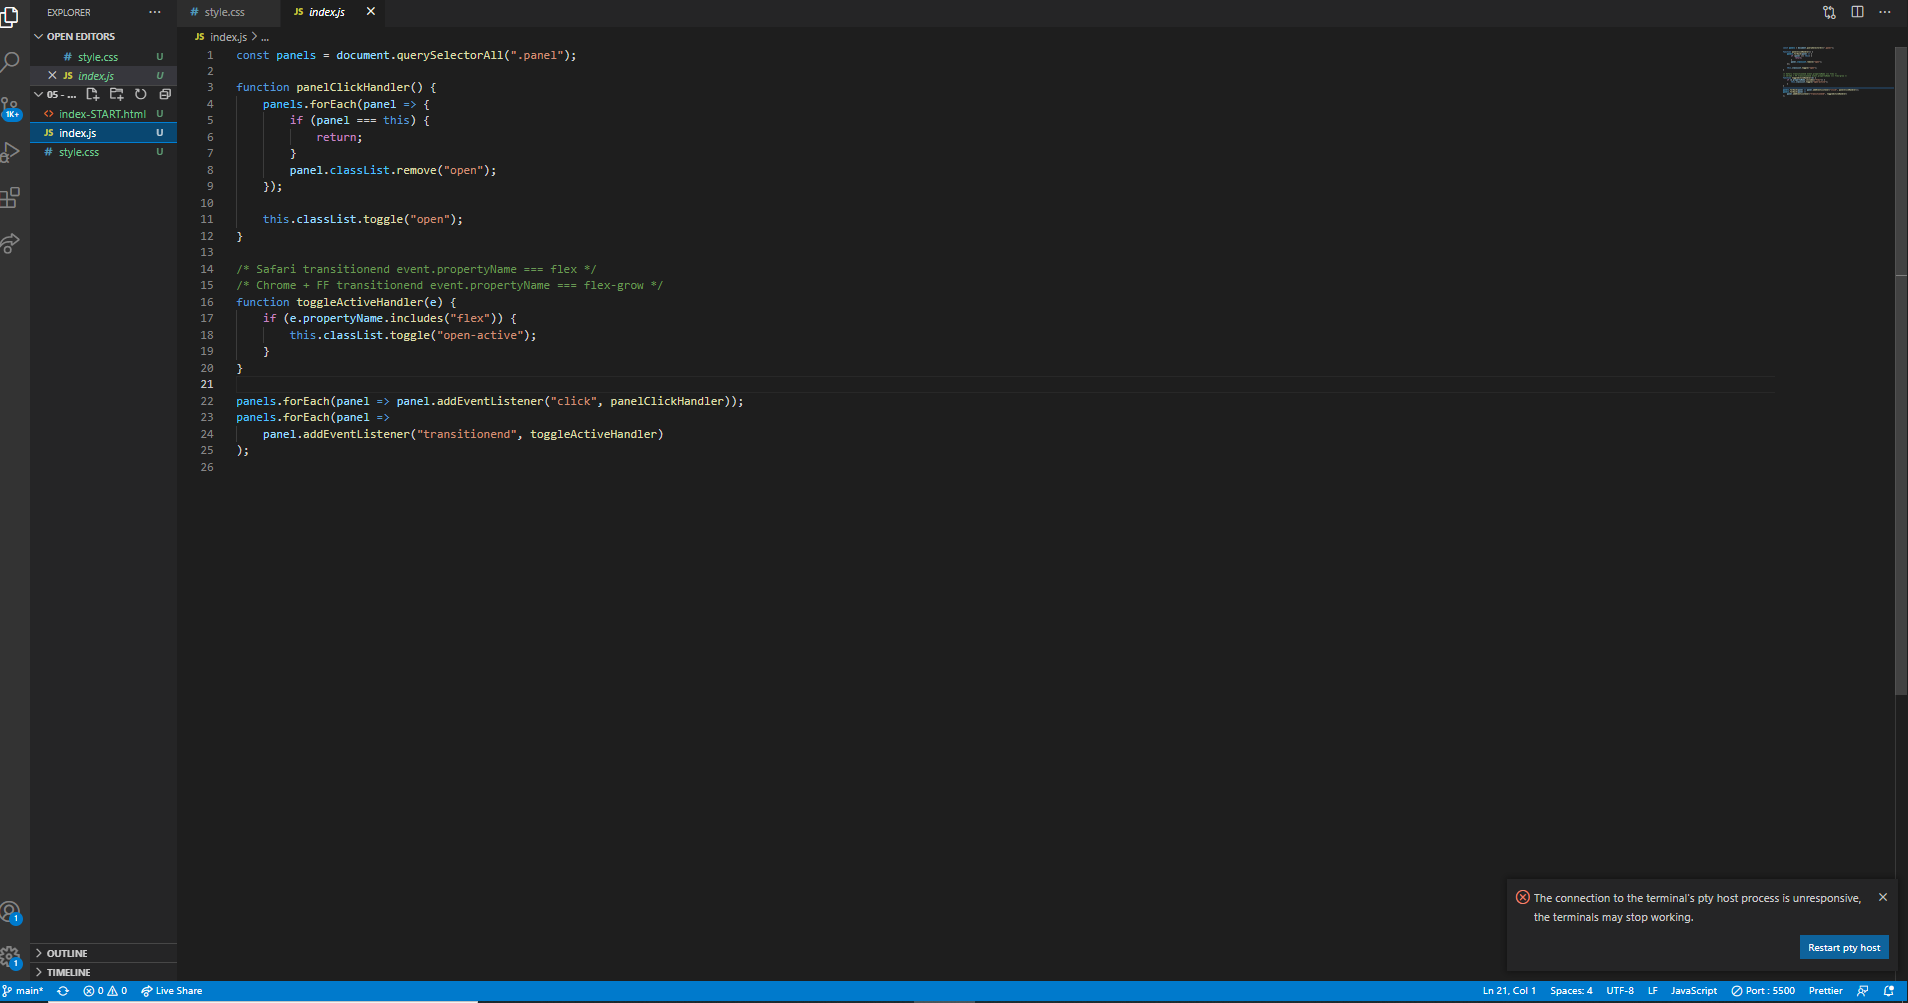 EXPLORER
OPEN EDITORS
# style.css U
JS index.js U
05 - ...
<> index-START.html U
JS index.js U
# style.css U
1K+
1
1
OUTLINE
TIMELINE
# style.css
JS index.js
JS index.js > ...
1 const panels = document.querySelectorAll(".panel");
2
3 function panelClickHandler() {
4 panels.forEach(panel => {
5 if (panel === this) {
6 return;
7 }
8 panel.classList.remove("open");
9 });
10
11 this.classList.toggle("open");
12 }
13
14 /* Safari transitionend event.propertyName === flex */
15 /* Chrome + FF transitionend event.propertyName === flex-grow */
16 function toggleActiveHandler(e) {
17 if (e.propertyName.includes("flex")) {
18 this.classList.toggle("open-active");
19 }
20 }
21
22 panels.forEach(panel => panel.addEventListener("click", panelClickHandler));
23 panels.forEach(panel =>
24 panel.addEventListener("transitionend", toggleActiveHandler)
25 );
26
The connection to the terminal's pty host process is unresponsive,
the terminals may stop working.
Restart pty host
main* 0 0 Live Share
Ln 21, Col 1 Spaces: 4 UTF-8 LF JavaScript Port : 5500 Prettier